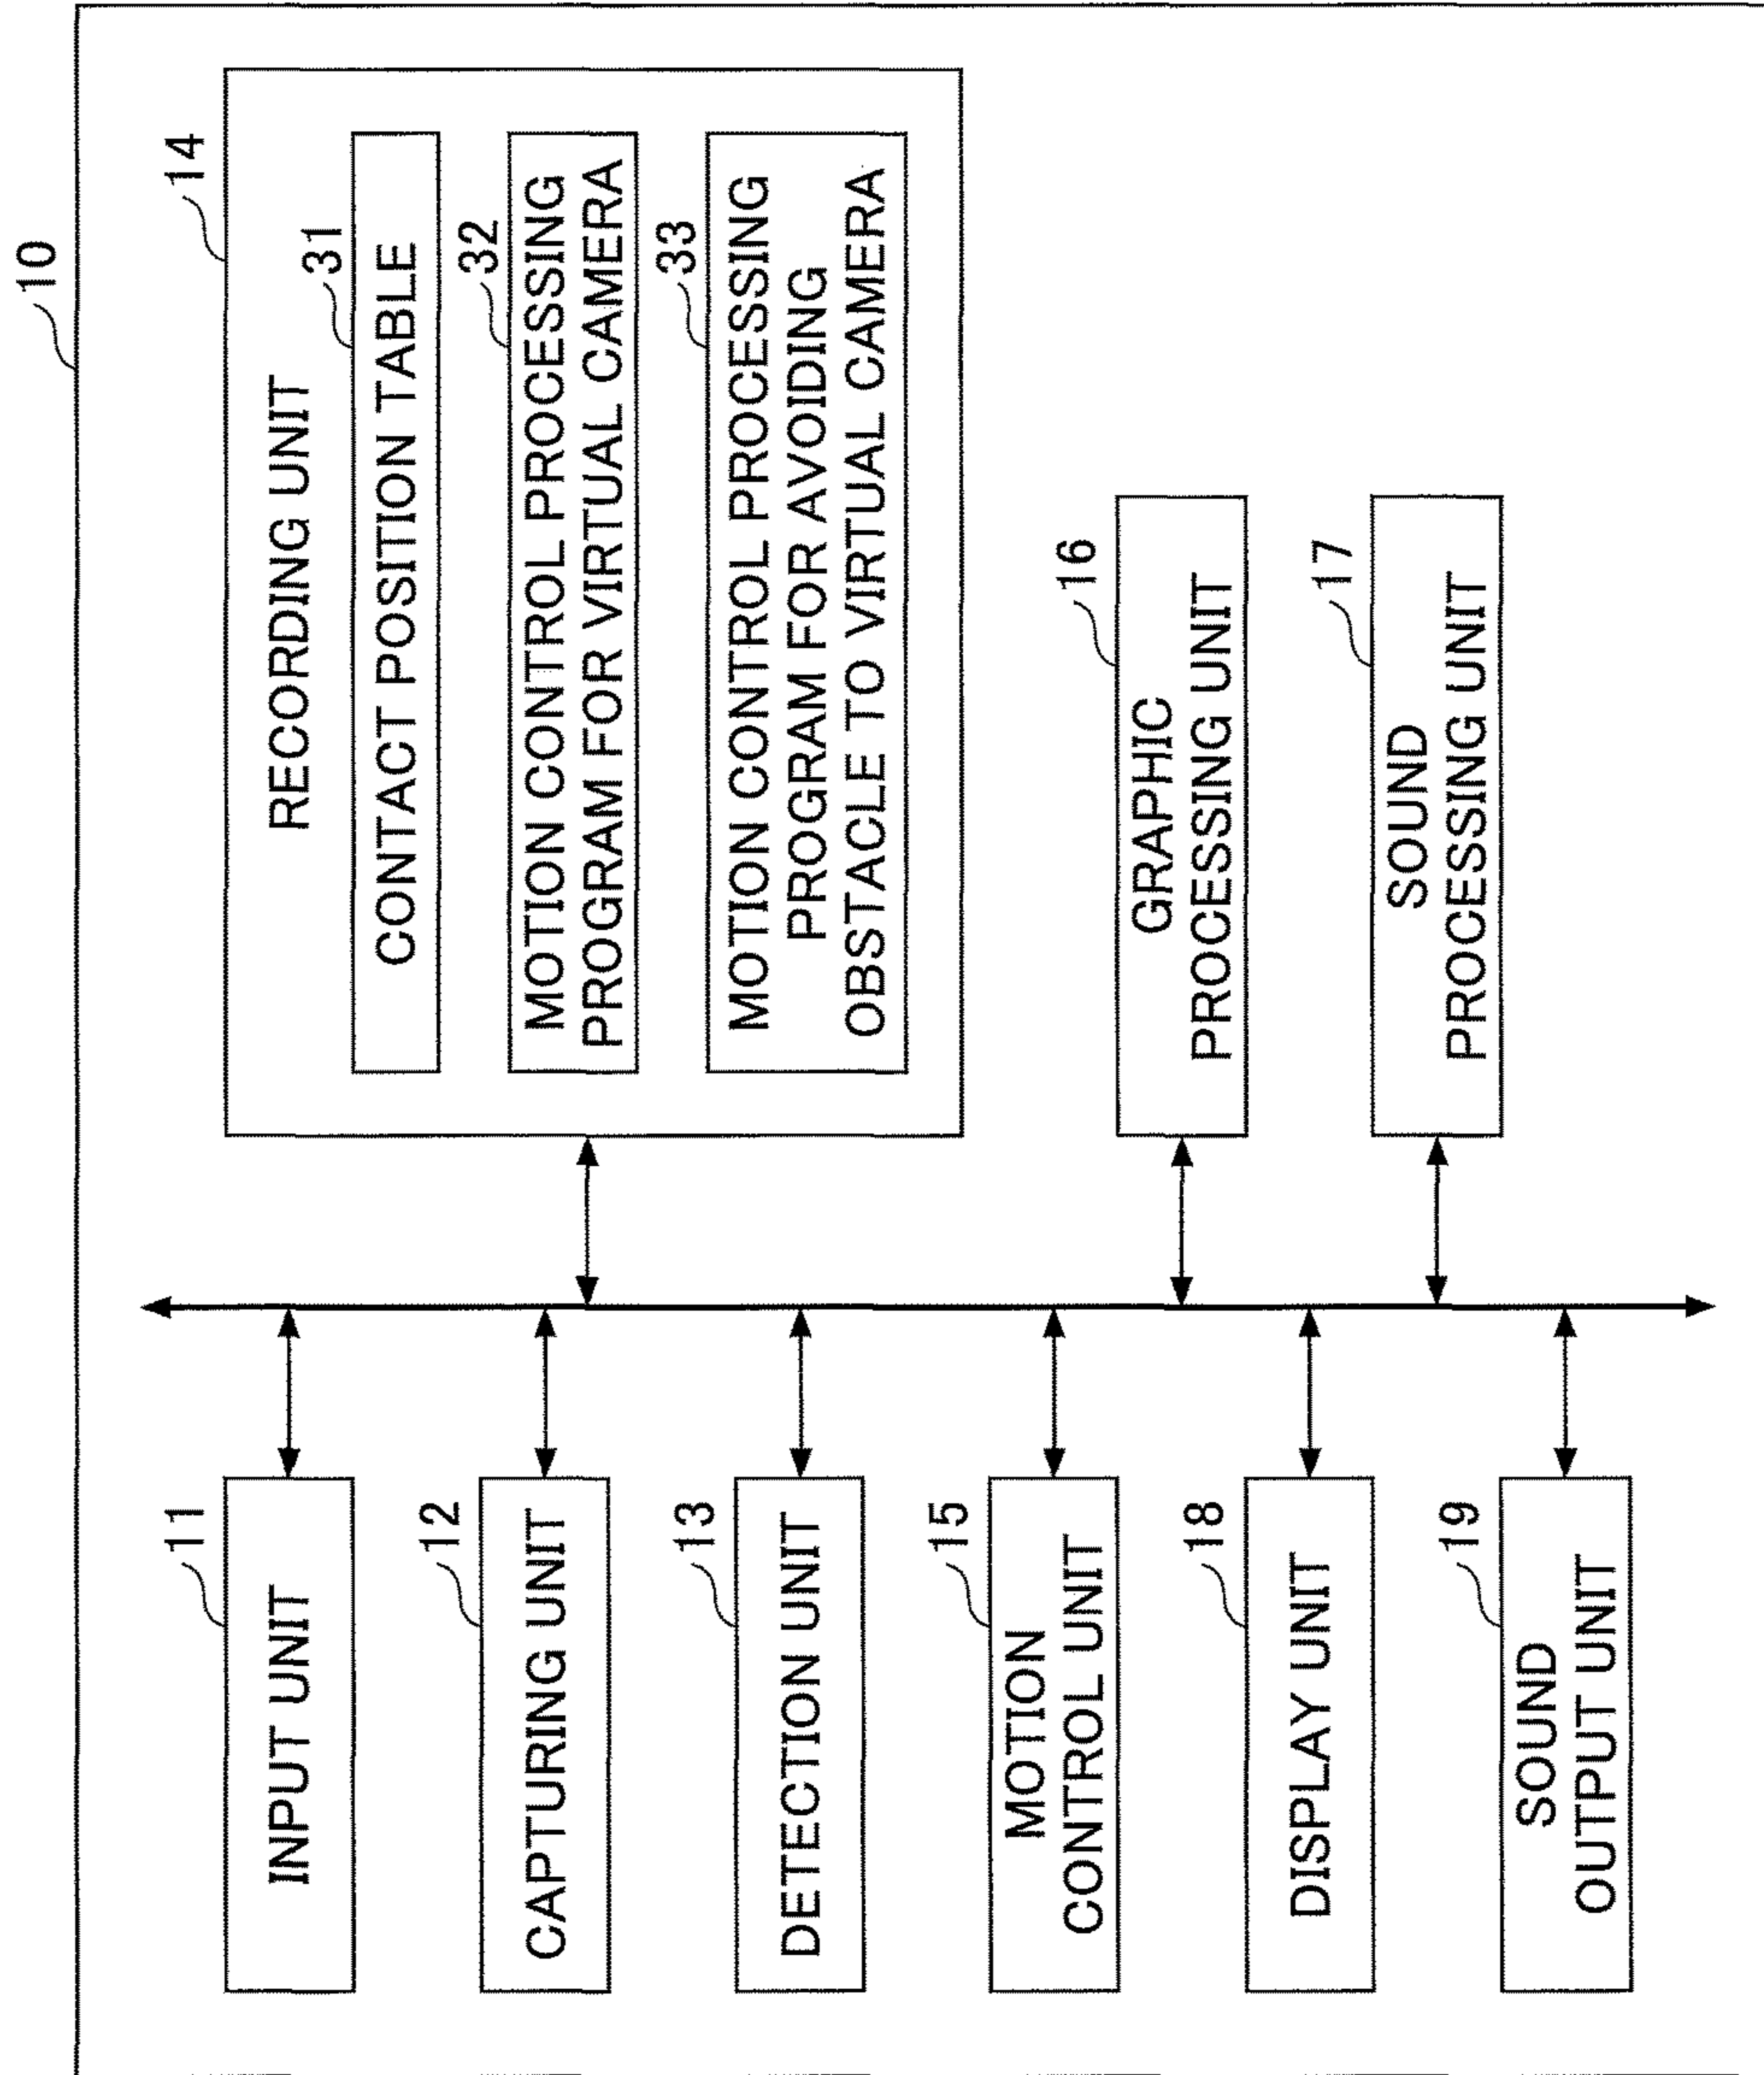 10
11
INPUT UNIT
12
CAPTURING UNIT
13
DETECTION UNIT
15
MOTION
CONTROL UNIT
18
DISPLAY UNIT
19
SOUND
OUTPUT UNIT
14
RECORDING UNIT
31
CONTACT POSITION TABLE
32
MOTION CONTROL PROCESSING
PROGRAM FOR VIRTUAL CAMERA
33
MOTION CONTROL PROCESSING
PROGRAM FOR AVOIDING
OBSTACLE TO VIRTUAL CAMERA
16
GRAPHIC
PROCESSING UNIT
17
SOUND
PROCESSING UNIT